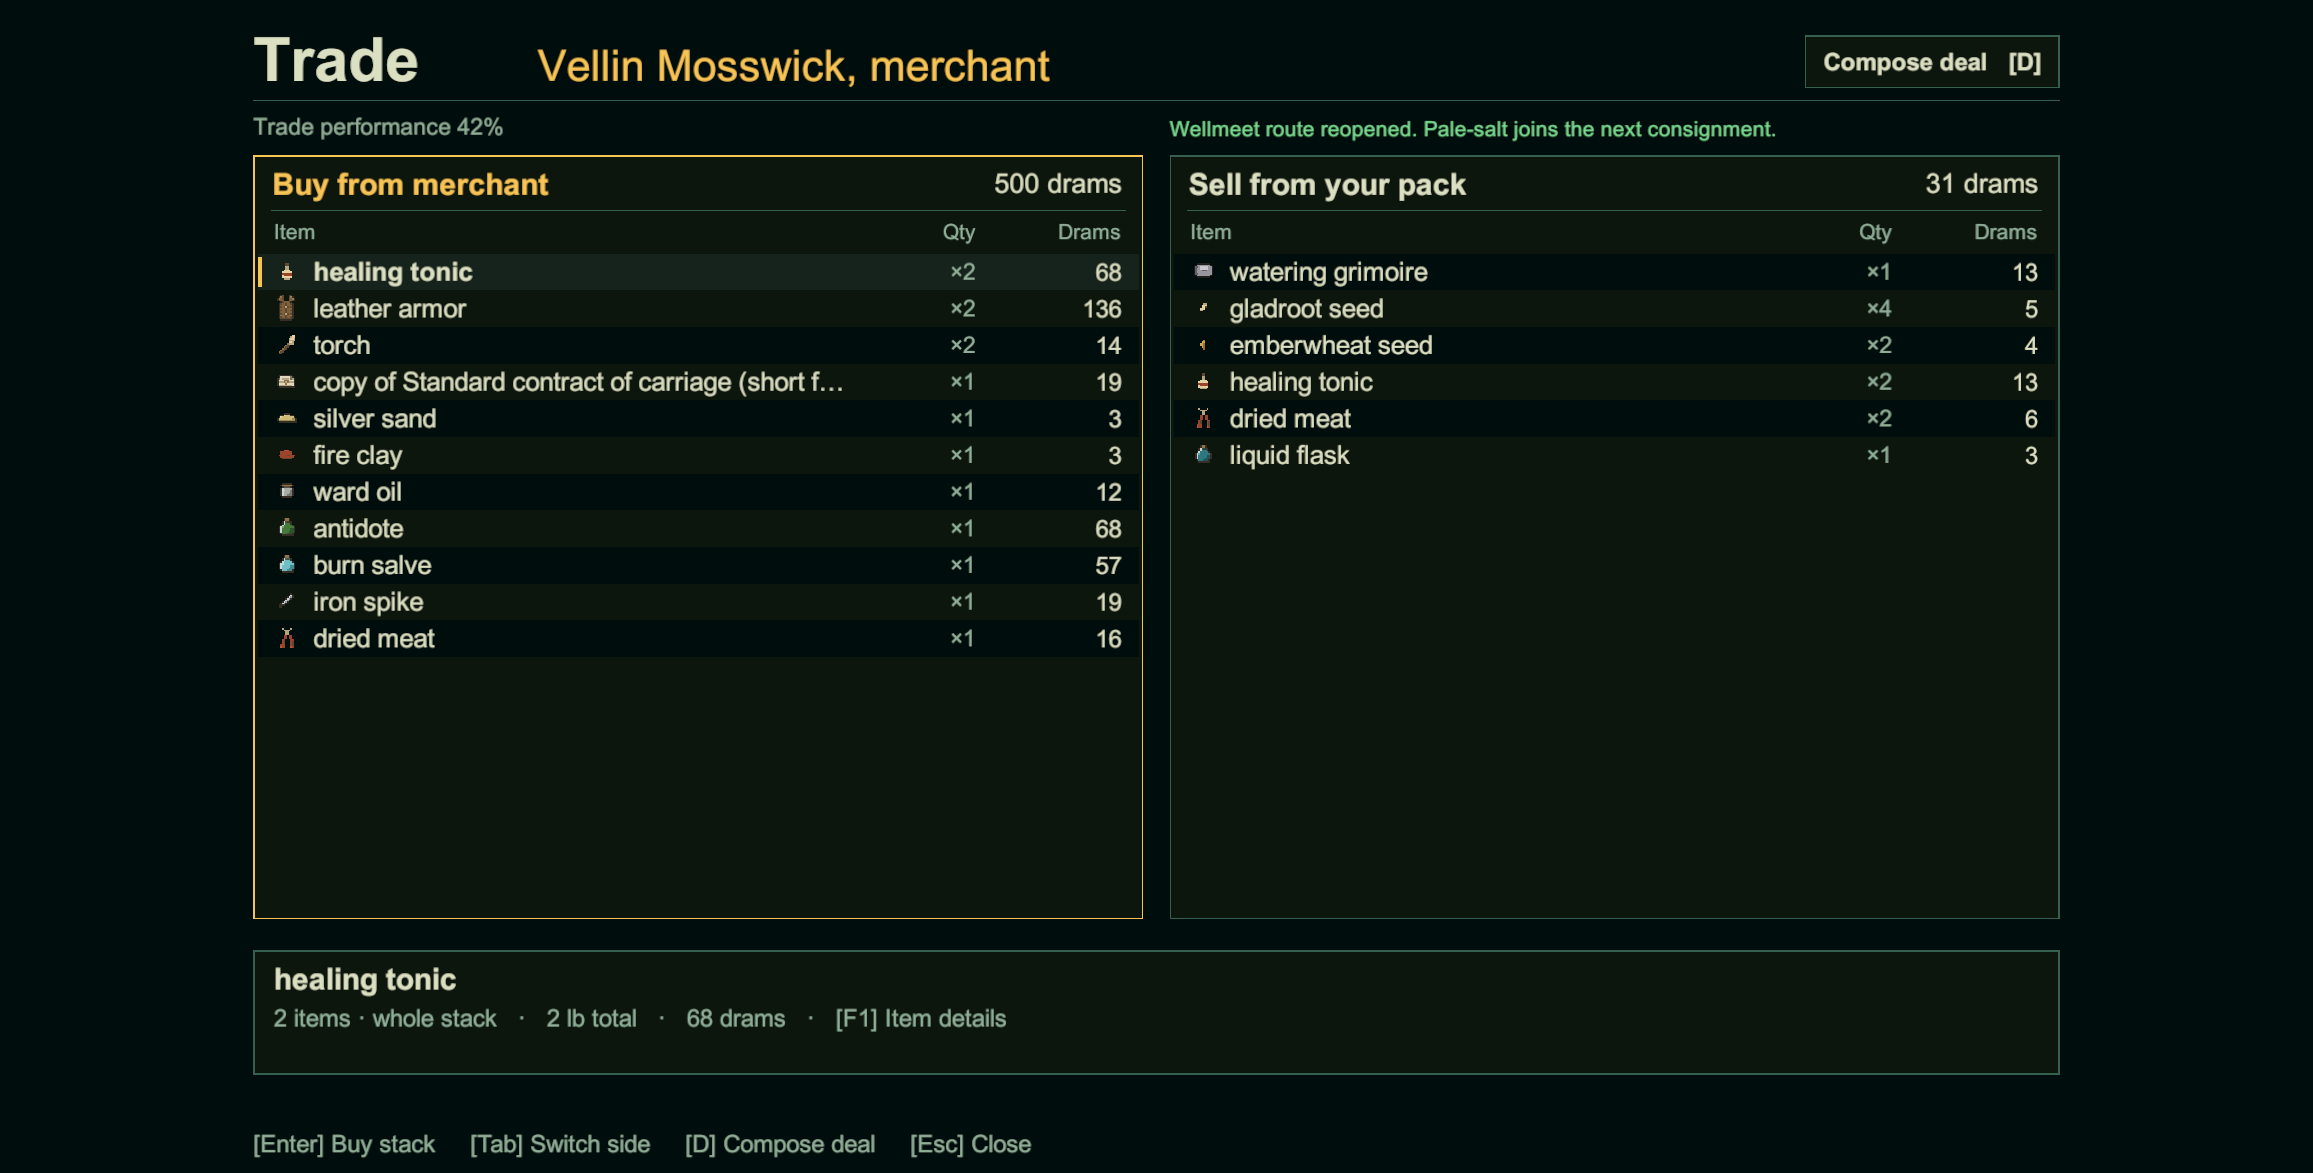 Trade
Vellin Mosswick, merchant
Compose deal [D]
Trade performance 42%
Wellmeet route reopened. Pale-salt joins the next consignment.
Buy from merchant 500 drams
Item Qty Drams
healing tonic ×2 68
leather armor ×2 136
torch ×2 14
copy of Standard contract of carriage (short f… ×1 19
silver sand ×1 3
fire clay ×1 3
ward oil ×1 12
antidote ×1 68
burn salve ×1 57
iron spike ×1 19
dried meat ×1 16
Sell from your pack 31 drams
Item Qty Drams
watering grimoire ×1 13
gladroot seed ×4 5
emberwheat seed ×2 4
healing tonic ×2 13
dried meat ×2 6
liquid flask ×1 3
healing tonic
2 items · whole stack · 2 lb total · 68 drams · [F1] Item details
[Enter] Buy stack [Tab] Switch side [D] Compose deal [Esc] Close